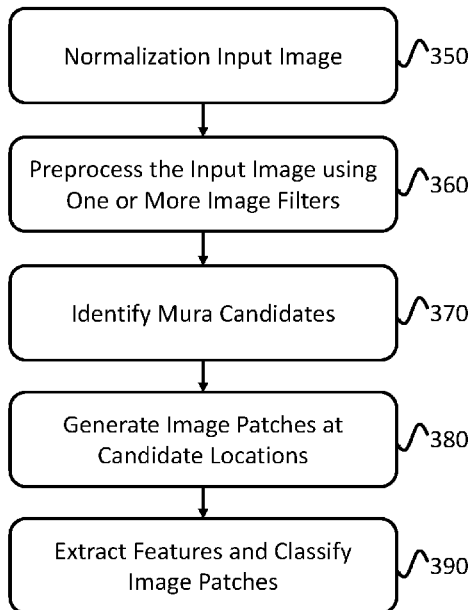 Normalization Input Image
350
Preprocess the Input Image using
One or More Image Filters
360
Identify Mura Candidates
370
Generate Image Patches at
Candidate Locations
380
Extract Features and Classify
Image Patches
390